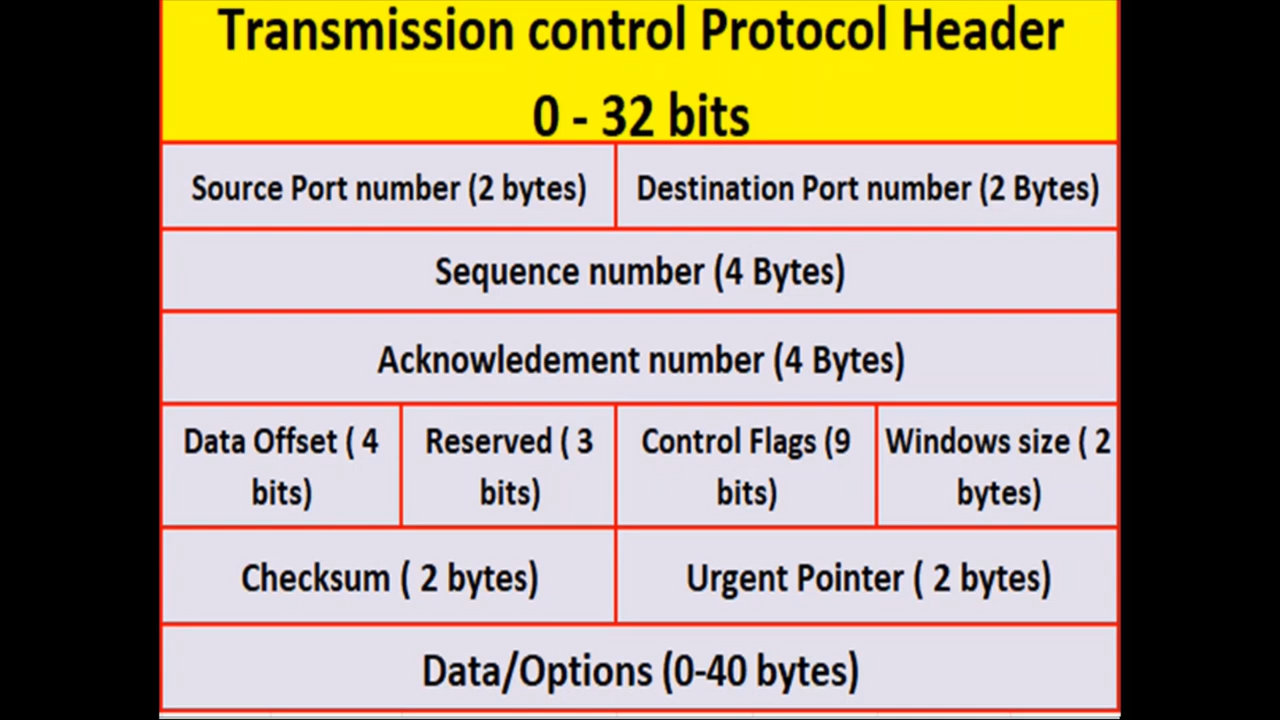 Transmission control Protocol Header
0 - 32 bits
Source Port number (2 bytes)
Destination Port number (2 Bytes)
Sequence number (4 Bytes)
Acknowledement number (4 Bytes)
Data Offset ( 4
bits)
Reserved ( 3
bits)
Control Flags (9
bits)
Windows size ( 2
bytes)
Checksum ( 2 bytes)
Urgent Pointer ( 2 bytes)
Data/Options (0-40 bytes)